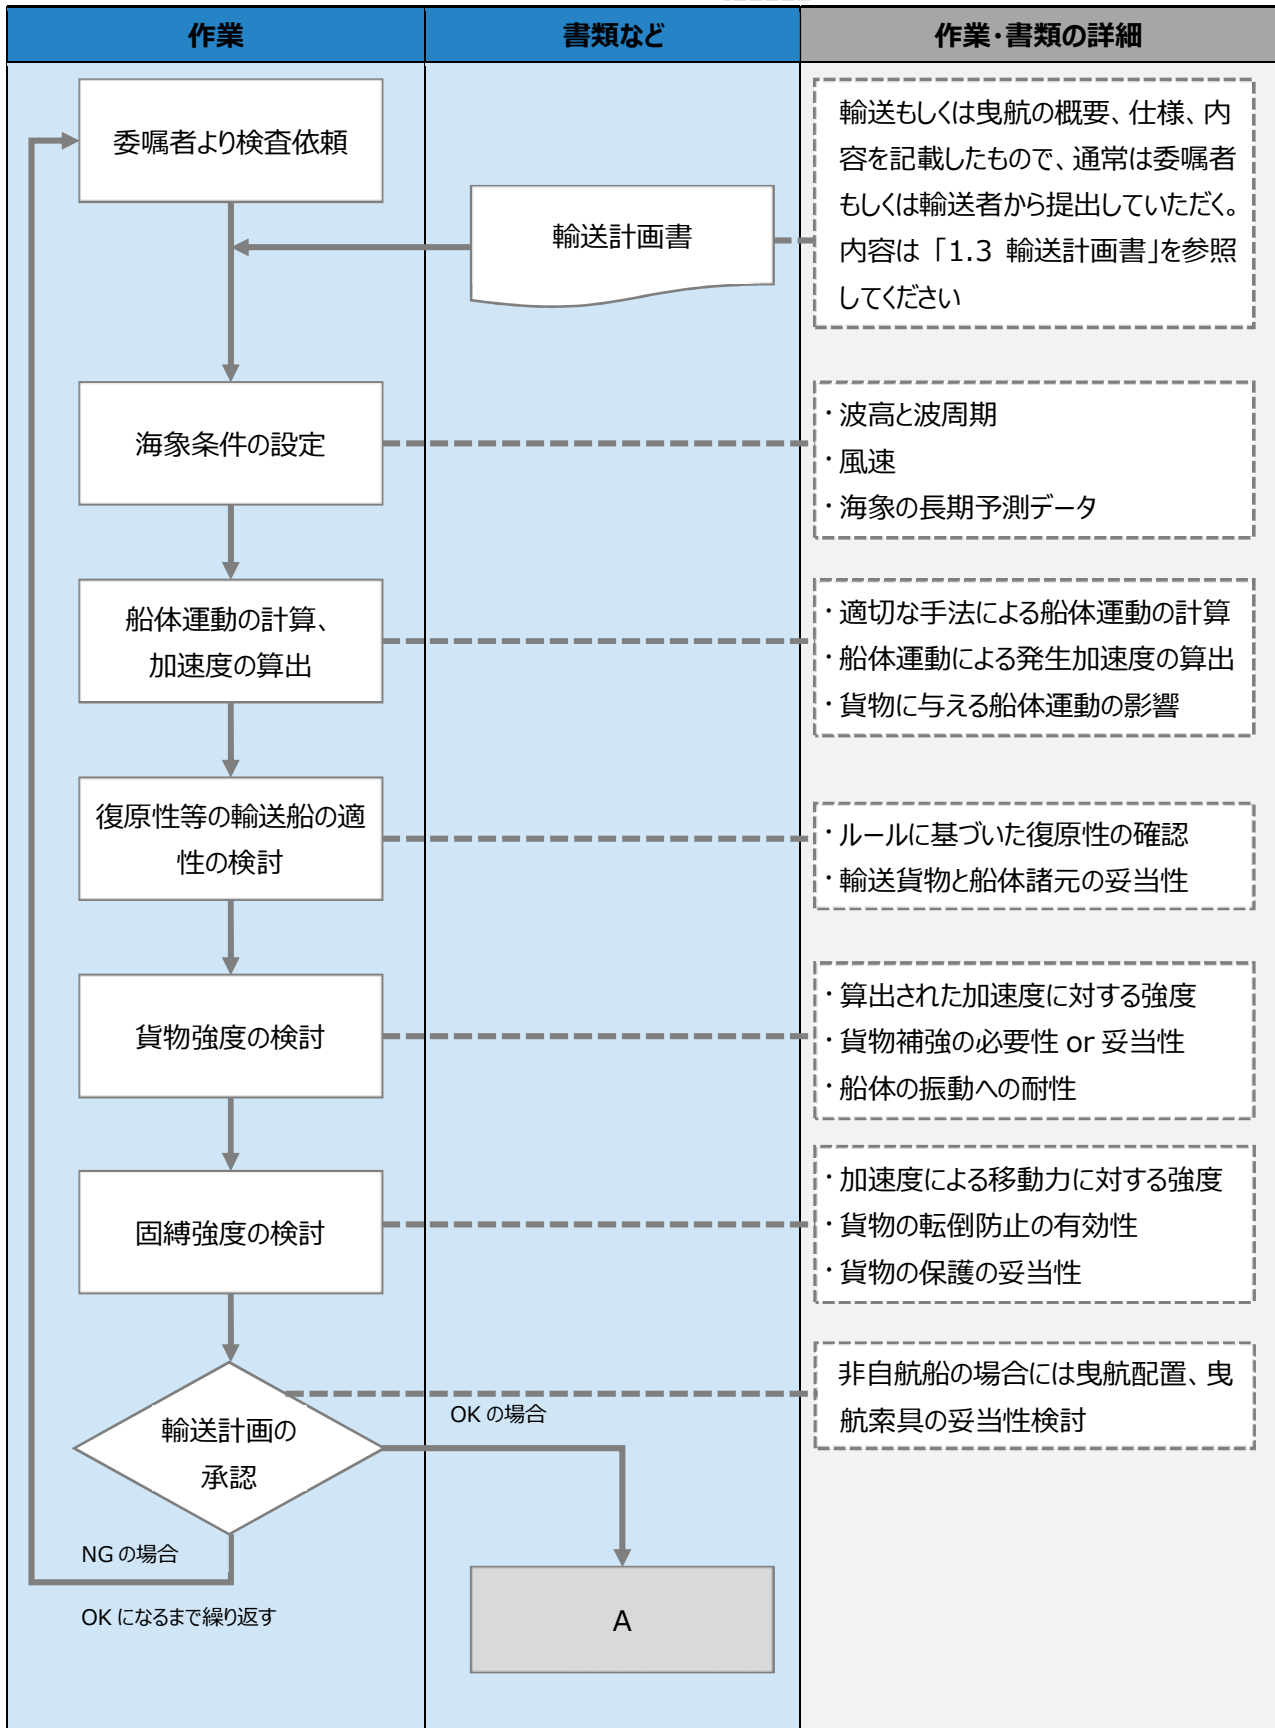 作業
書類など
作業・書類の詳細
委嘱者より検査依頼
輸送計画書
輸送もしくは曳航の概要、仕様、内
容を記載したもので、通常は委嘱者
もしくは輸送者から提出していただく。
内容は「1.3 輸送計画書」を参照
してください
海象条件の設定
・波高と波周期
・風速
・海象の長期予測データ
船体運動の計算、
加速度の算出
・適切な手法による船体運動の計算
・船体運動による発生加速度の算出
・貨物に与える船体運動の影響
復原性等の輸送船の適
性の検討
・ルールに基づいた復原性の確認
・輸送貨物と船体諸元の妥当性
貨物強度の検討
・算出された加速度に対する強度
・貨物補強の必要性 or 妥当性
・船体の振動への耐性
固縛強度の検討
・加速度による移動力に対する強度
・貨物の転倒防止の有効性
・貨物の保護の妥当性
輸送計画の
承認
OK の場合
非自航船の場合には曳航配置、曳
航索具の妥当性検討
NG の場合
OK になるまで繰り返す
A